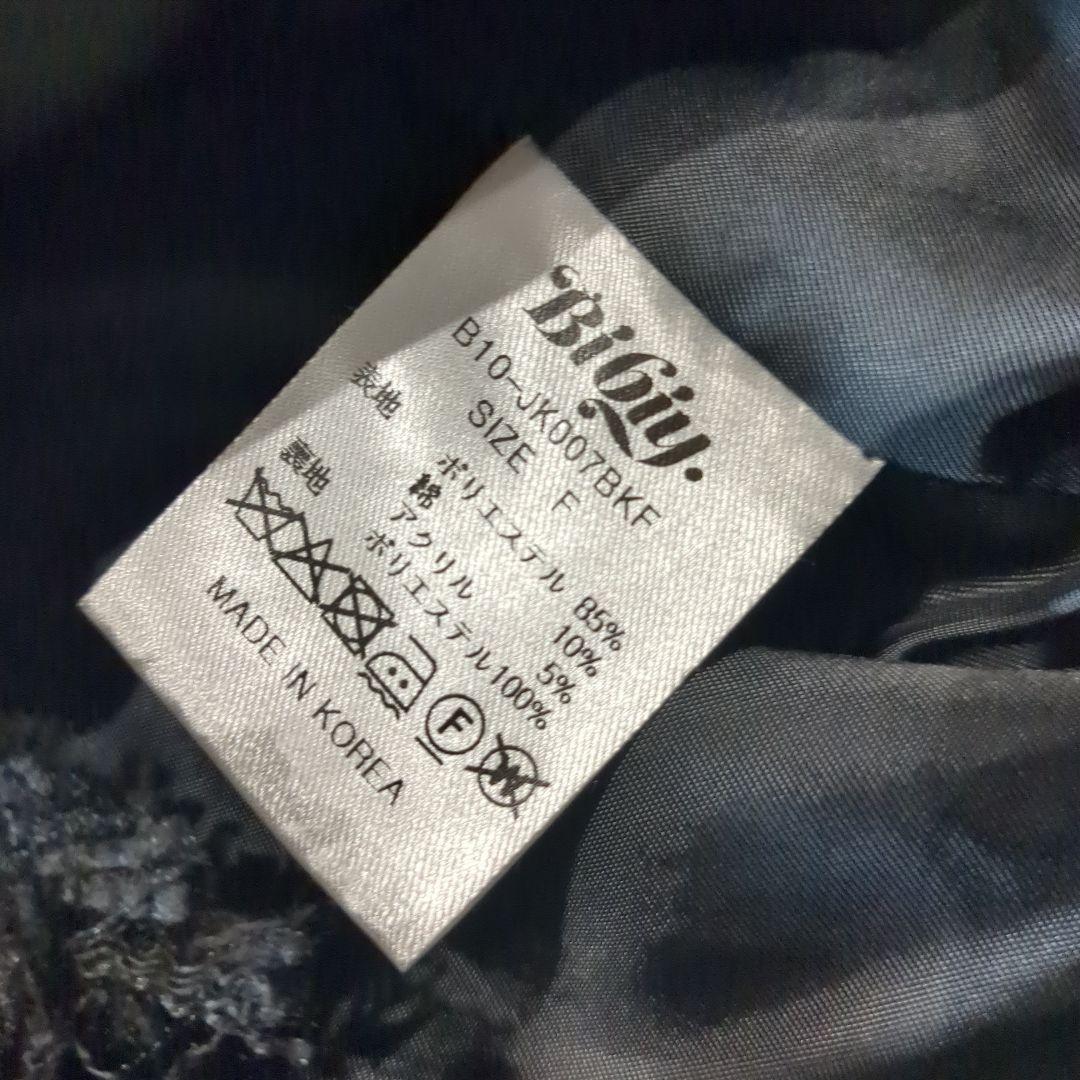 BiGiy.
B10-JK007BKF
SIZE F
表地 ポリエステル 85%
綿 10%
アクリル 5%
裏地 ポリエステル100%
F W
MADE IN KOREA